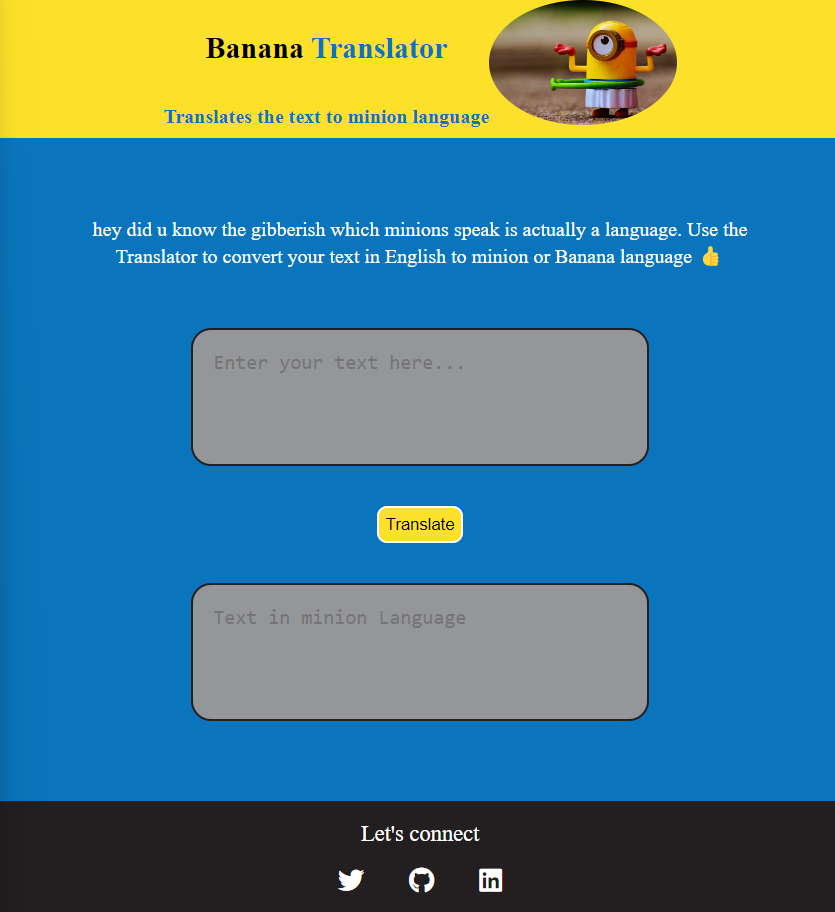 Banana Translator
Translates the text to minion language
hey did u know the gibberish which minions speak is actually a language. Use the
Translator to convert your text in English to minion or Banana language 👍
Enter your text here...
Translate
Text in minion Language
Let's connect
in